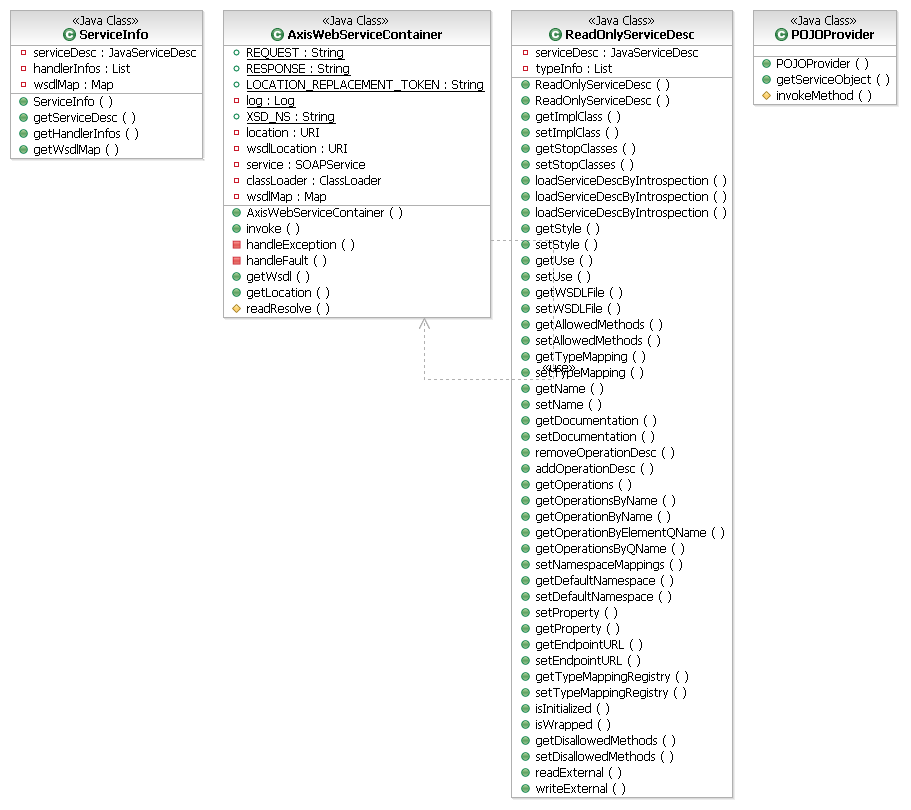 «Java Class»
ServiceInfo
serviceDesc : JavaServiceDesc
handlerInfos : List
wsdlMap : Map
ServiceInfo ( )
getServiceDesc ( )
getHandlerInfos ( )
getWsdlMap ( )
«Java Class»
AxisWebServiceContainer
REQUEST : String
RESPONSE : String
LOCATION_REPLACEMENT_TOKEN : String
log : Log
XSD_NS : String
location : URI
wsdlLocation : URI
service : SOAPService
classLoader : ClassLoader
wsdlMap : Map
AxisWebServiceContainer ( )
invoke ( )
handleException ( )
handleFault ( )
getWsdl ( )
getLocation ( )
readResolve ( )
«Java Class»
ReadOnlyServiceDesc
serviceDesc : JavaServiceDesc
typeInfo : List
ReadOnlyServiceDesc ( )
ReadOnlyServiceDesc ( )
getImplClass ( )
setImplClass ( )
getStopClasses ( )
setStopClasses ( )
loadServiceDescByIntrospection ( )
loadServiceDescByIntrospection ( )
loadServiceDescByIntrospection ( )
getStyle ( )
setStyle ( )
getUse ( )
setUse ( )
getWSDLFile ( )
setWSDLFile ( )
getAllowedMethods ( )
setAllowedMethods ( )
getTypeMapping ( )
«use»
setTypeMapping ( )
getName ( )
setName ( )
getDocumentation ( )
setDocumentation ( )
removeOperationDesc ( )
addOperationDesc ( )
getOperations ( )
getOperationsByName ( )
getOperationByName ( )
getOperationByElementQName ( )
getOperationsByQName ( )
setNamespaceMappings ( )
getDefaultNamespace ( )
setDefaultNamespace ( )
setProperty ( )
getProperty ( )
getEndpointURL ( )
setEndpointURL ( )
getTypeMappingRegistry ( )
setTypeMappingRegistry ( )
isInitialized ( )
isWrapped ( )
getDisallowedMethods ( )
setDisallowedMethods ( )
readExternal ( )
writeExternal ( )
«Java Class»
POJOProvider
POJOProvider ( )
getServiceObject ( )
invokeMethod ( )